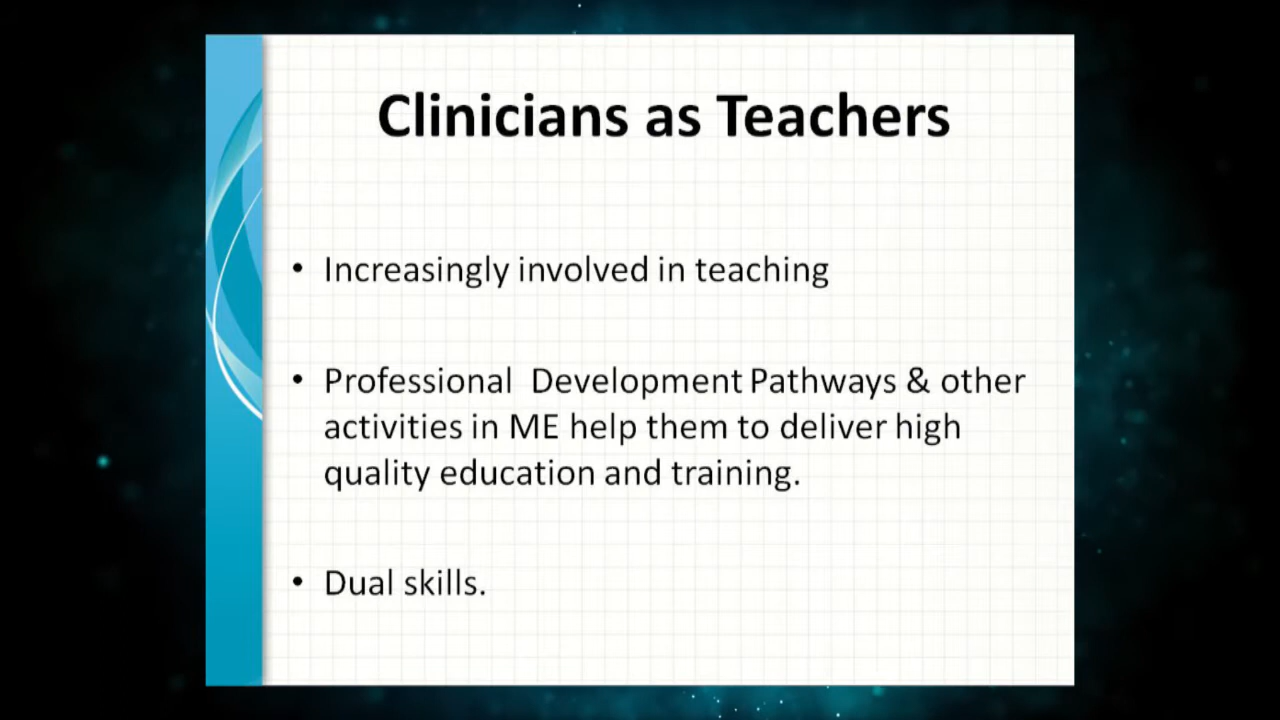 Clinicians as Teachers
• Increasingly involved in teaching
• Professional  Development Pathways & other
activities in ME help them to deliver high
quality education and training.
• Dual skills.